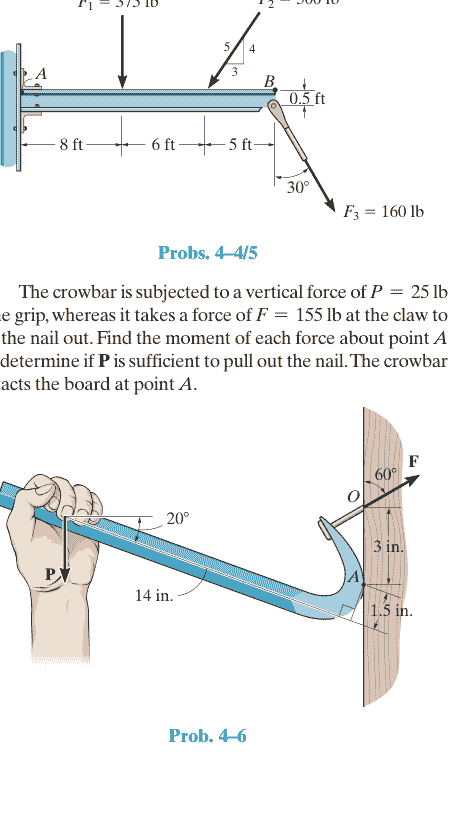 A
5
4
3
B
0.5 ft
8 ft
6 ft
5 ft
30°
F₃ = 160 lb
Probs. 4–4/5
The crowbar is subjected to a vertical force of P = 25 lb
grip, whereas it takes a force of F = 155 lb at the claw to
the nail out. Find the moment of each force about point A
determine if P is sufficient to pull out the nail. The crowbar
acts the board at point A.
60°
F
O
20°
3 in.
P
A
14 in.
1.5 in.
Prob. 4–6